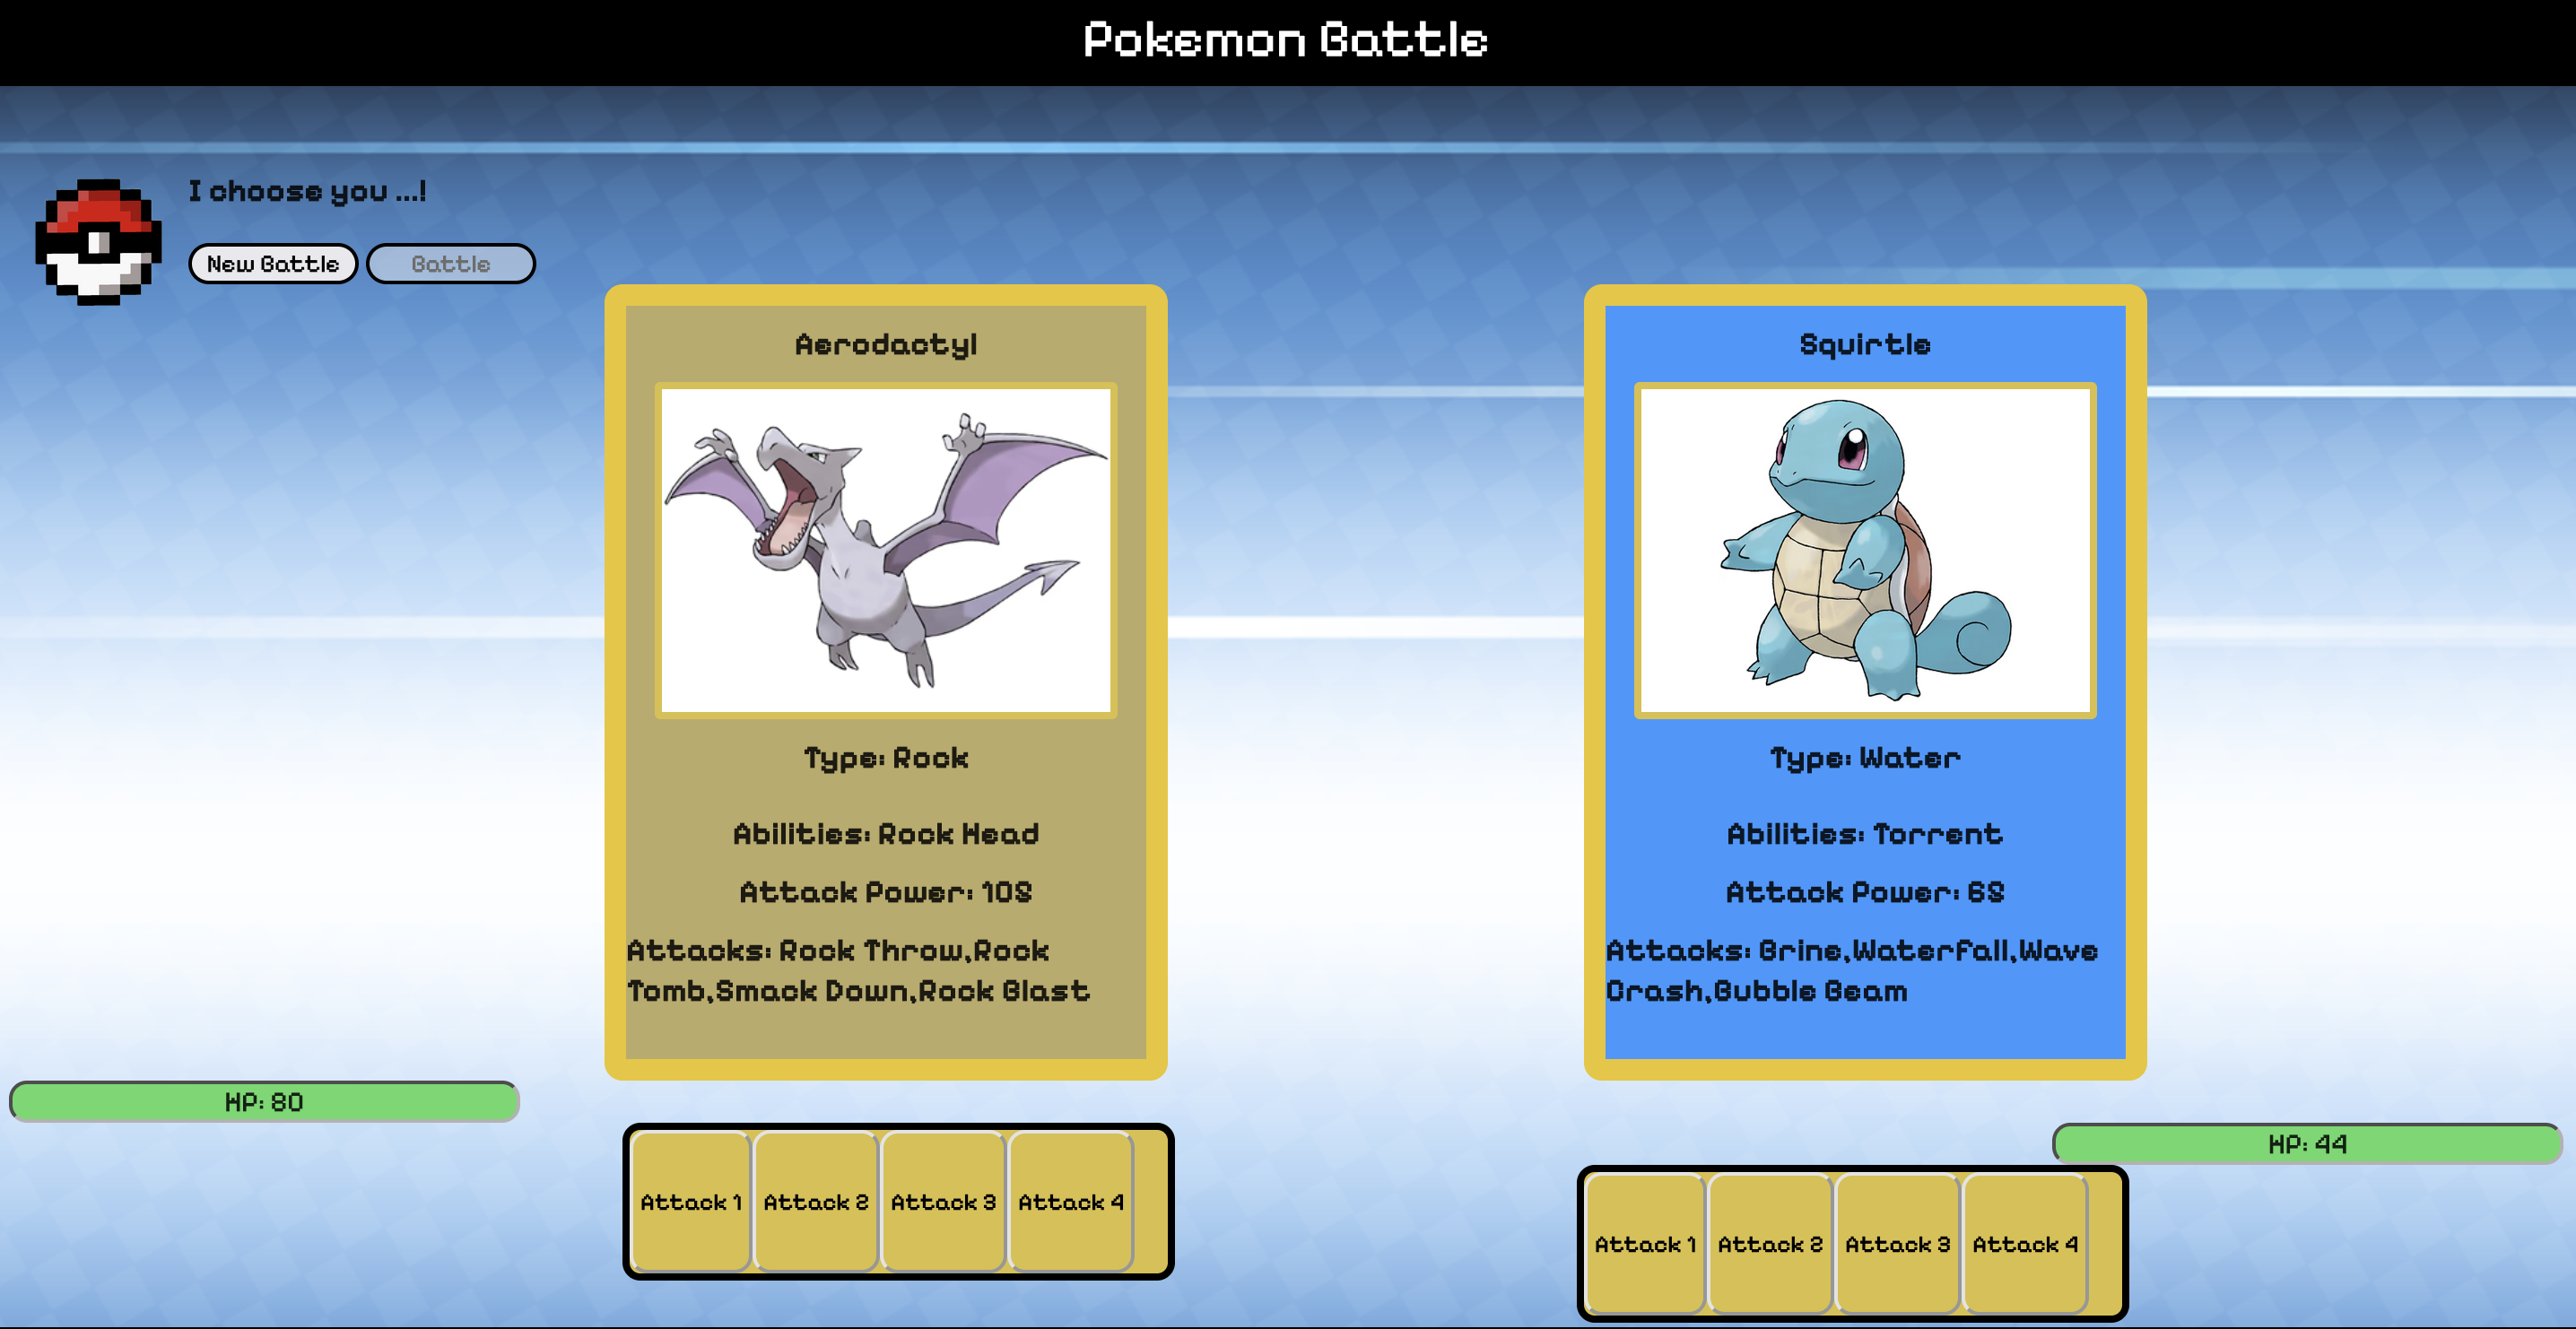 Pokemon Battle
I choose you ...!
New Battle
Battle
Aerodactyl
Type: Rock
Abilities: Rock Head
Attack Power: 105
Attacks: Rock Throw,Rock
Tomb,Smack Down,Rock Blast
HP: 80
Attack 1
Attack 2
Attack 3
Attack 4
Squirtle
Type: Water
Abilities: Torrent
Attack Power: 65
Attacks: Brine,Waterfall,Wave
Crash,Bubble Beam
HP: 44
Attack 1
Attack 2
Attack 3
Attack 4